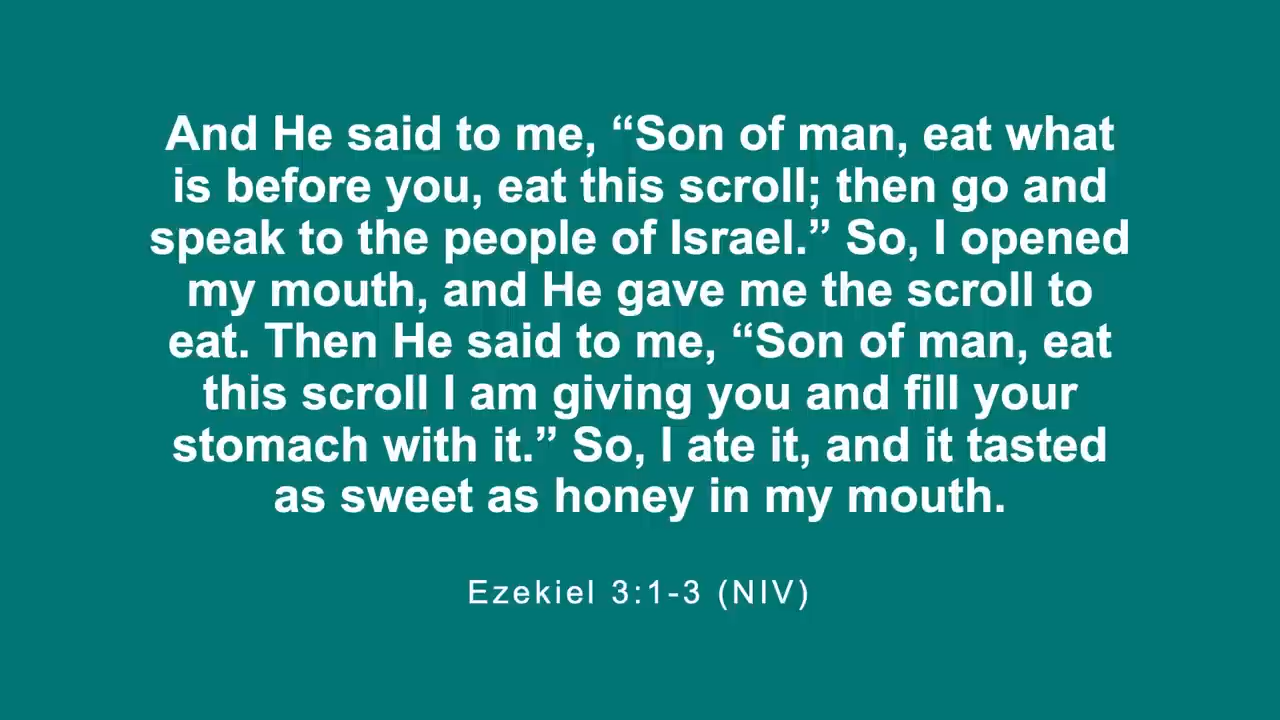 And He said to me, “Son of man, eat what
is before you, eat this scroll; then go and
speak to the people of Israel.” So, I opened
my mouth, and He gave me the scroll to
eat. Then He said to me, “Son of man, eat
this scroll I am giving you and fill your
stomach with it.” So, I ate it, and it tasted
as sweet as honey in my mouth.
Ezekiel 3:1-3 (NIV)